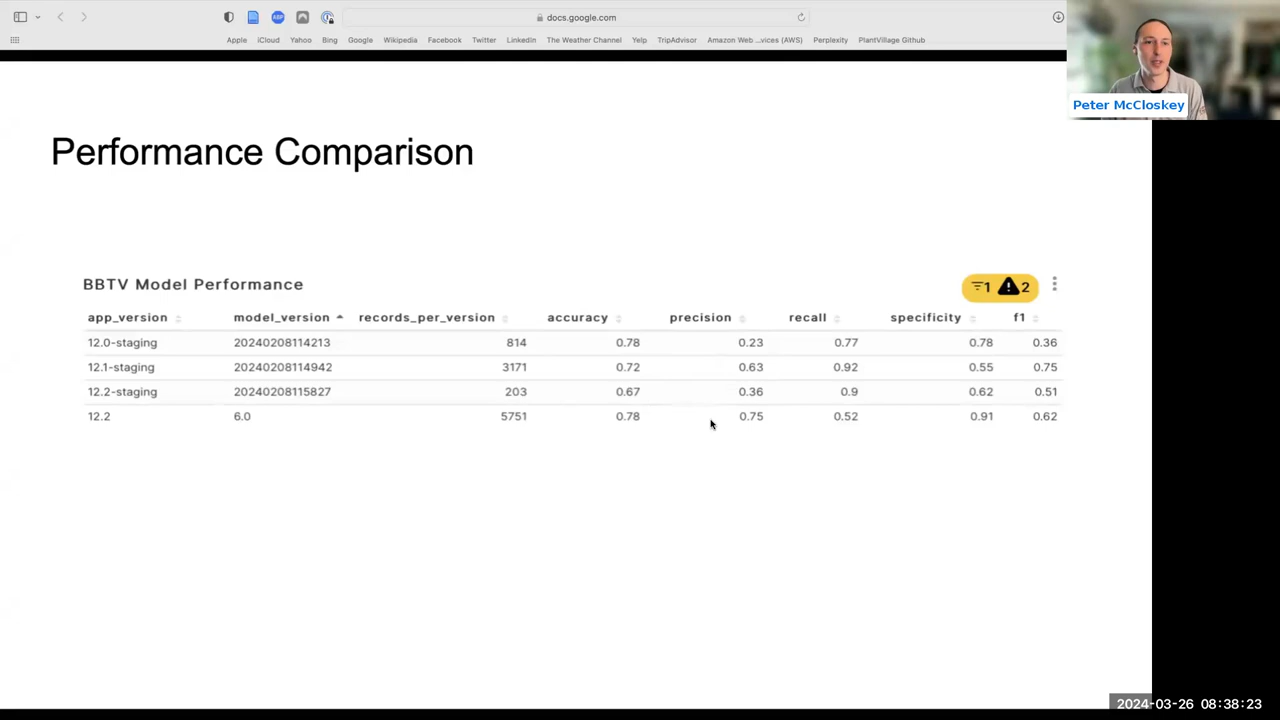 docs.google.com
Apple iCloud Yahoo Bing Google Wikipedia Facebook Twitter LinkedIn The Weather Channel Yelp TripAdvisor Amazon Web ...vices (AWS) Perplexity PlantVillage Github
ABP
Peter McCloskey
Performance Comparison
BBTV Model Performance
1 2
app_version model_version records_per_version accuracy precision recall specificity f1
12.0-staging 20240208114213 814 0.78 0.23 0.77 0.78 0.36
12.1-staging 20240208114942 3171 0.72 0.63 0.92 0.55 0.75
12.2-staging 20240208115827 203 0.67 0.36 0.9 0.62 0.51
12.2 6.0 5751 0.78 0.75 0.52 0.91 0.62
2024-03-26 08:38:23